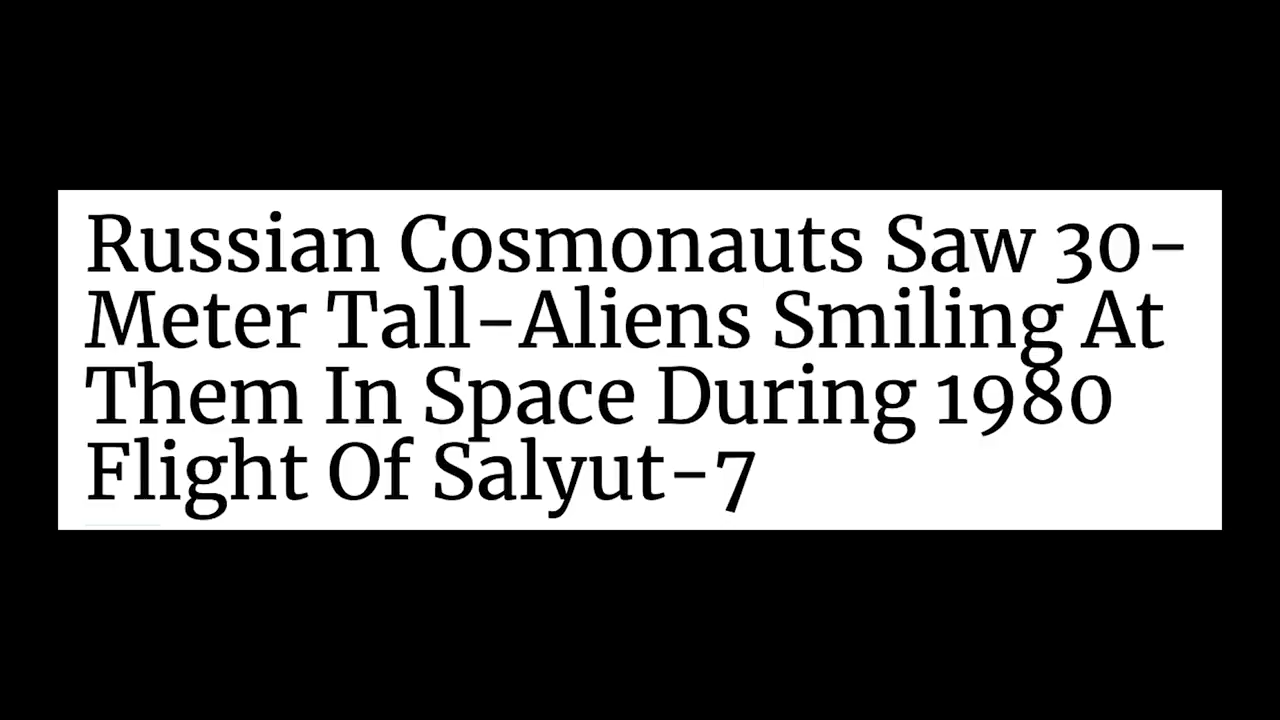 Russian Cosmonauts Saw 30-
Meter Tall-Aliens Smiling At
Them In Space During 1980
Flight Of Salyut-7